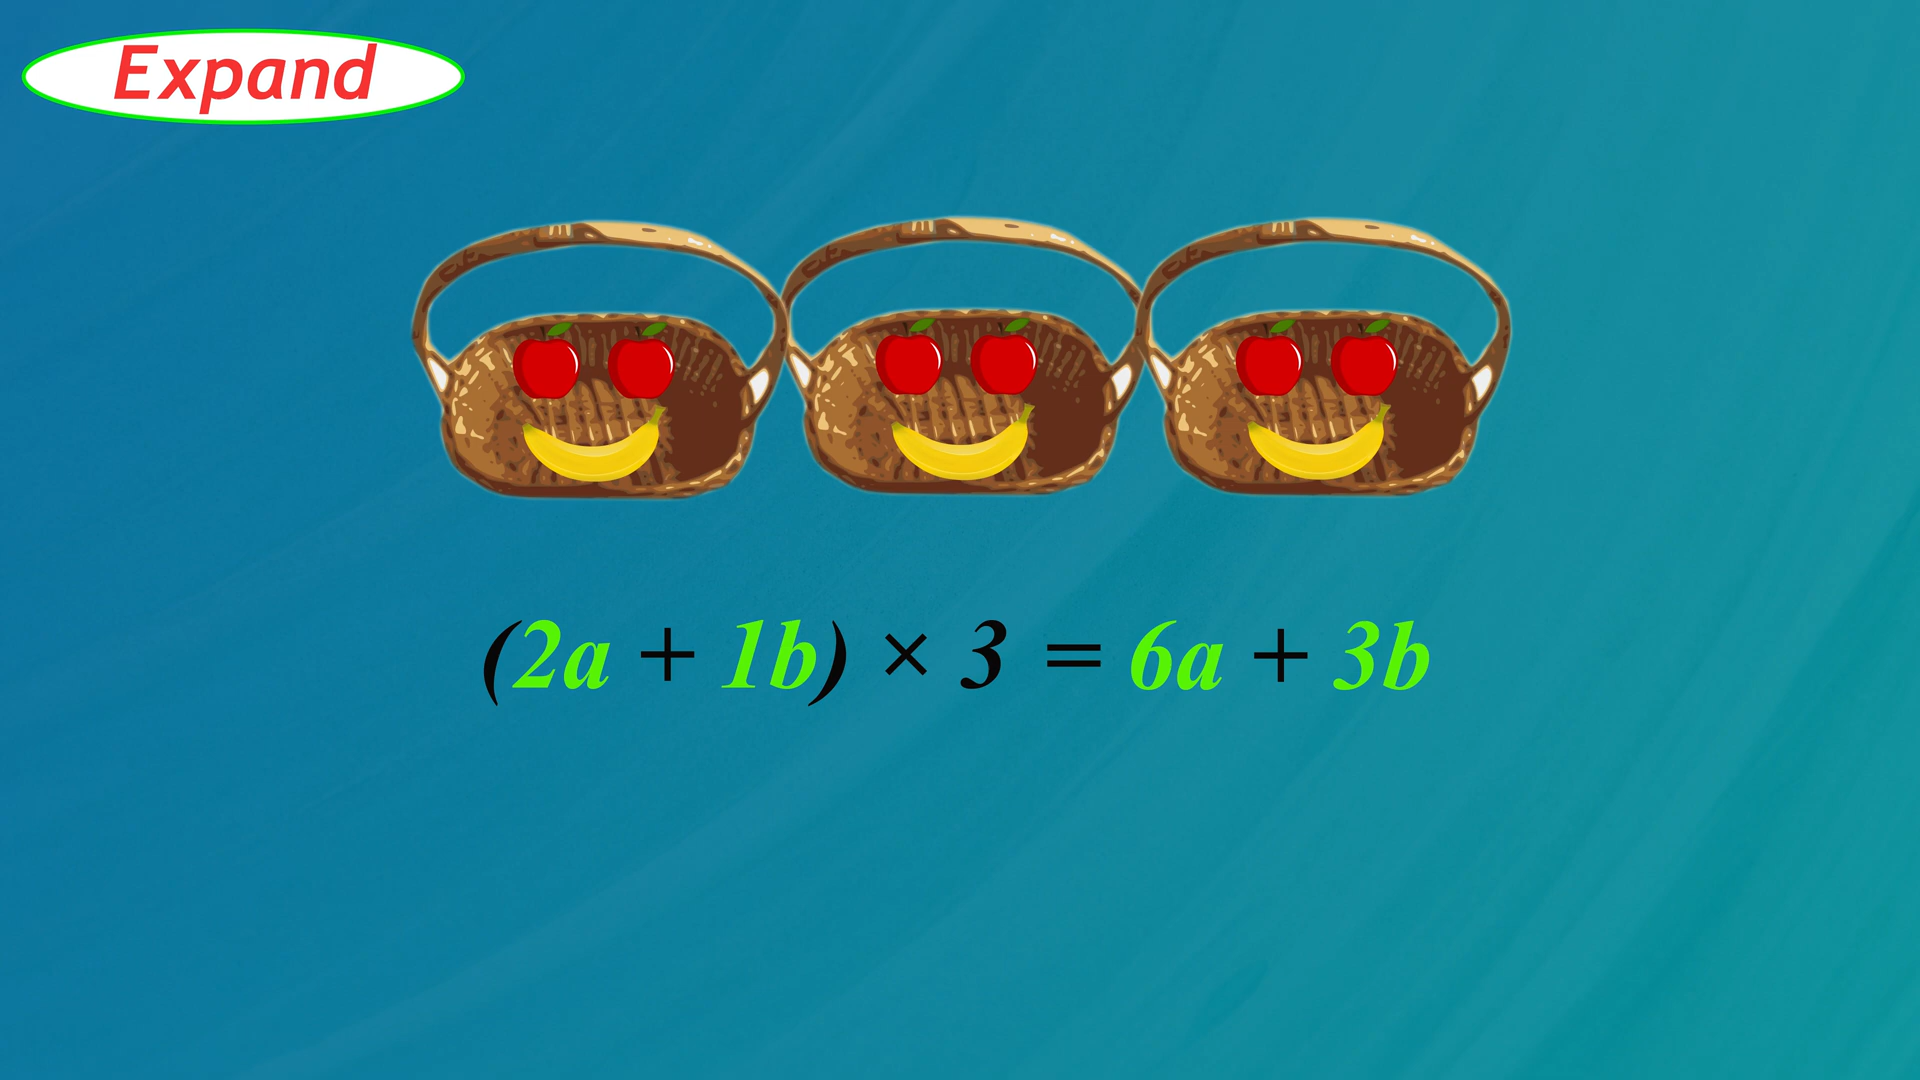 Expand
(2a + 1b) × 3 = 6a + 3b